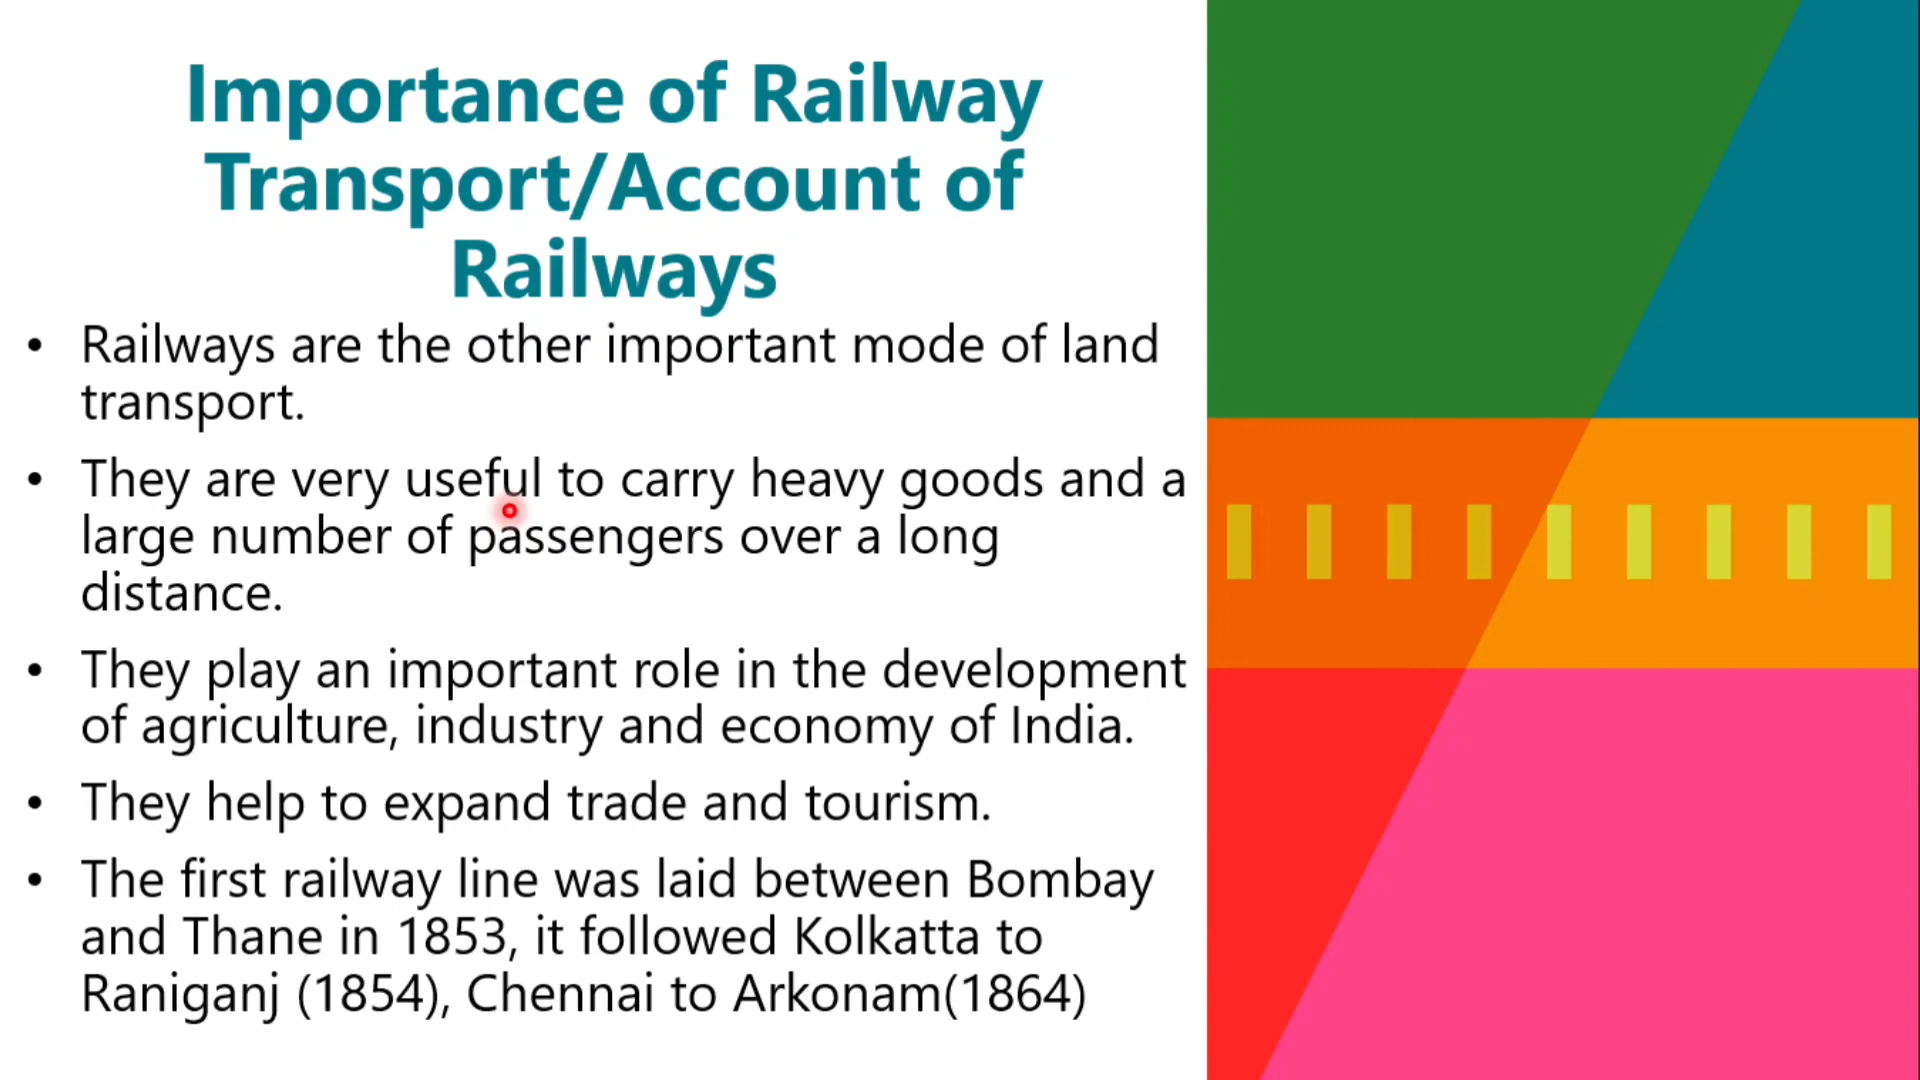 Importance of Railway
Transport/Account of
Railways
• Railways are the other important mode of land
transport.
• They are very useful to carry heavy goods and a
large number of passengers over a long
distance.
• They play an important role in the development
of agriculture, industry and economy of India.
• They help to expand trade and tourism.
• The first railway line was laid between Bombay
and Thane in 1853, it followed Kolkatta to
Raniganj (1854), Chennai to Arkonam(1864)